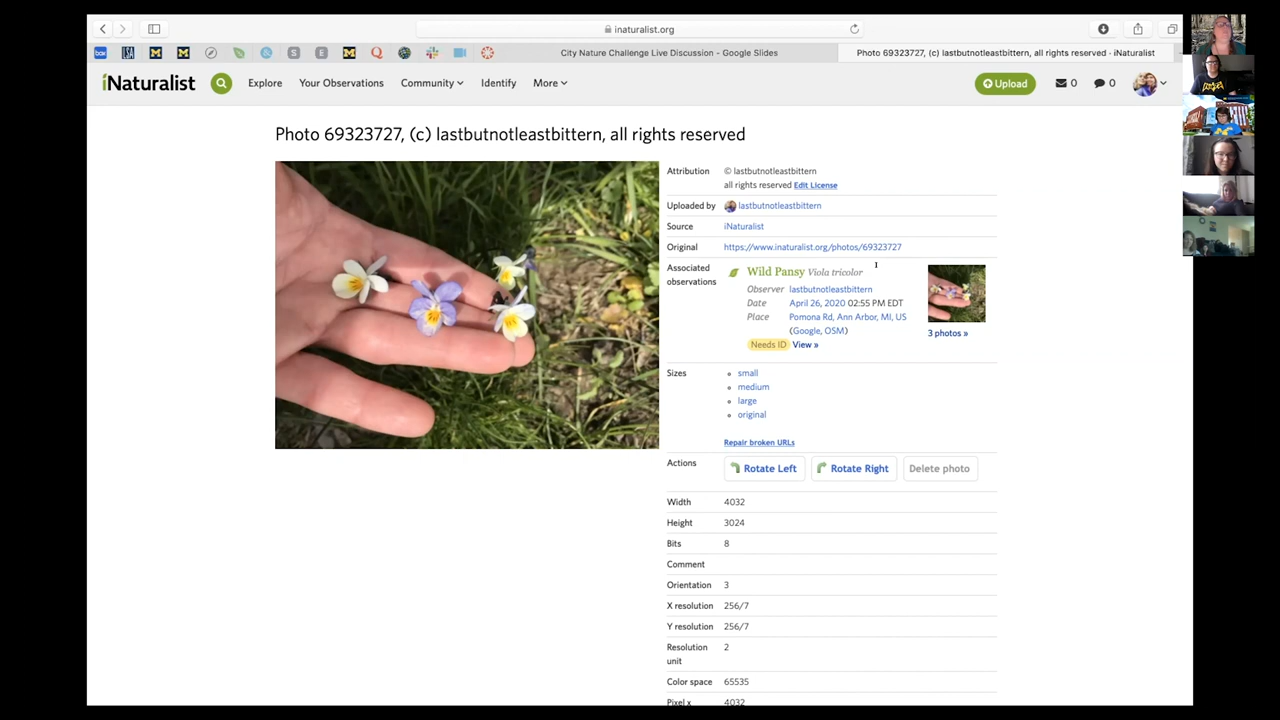 inaturalist.org
City Nature Challenge Live Discussion - Google Slides
Photo 69323727, (c) lastbutnotleastbittern, all rights reserved · iNaturalist
iNaturalist
Explore
Your Observations
Community
Identify
More
Upload
0
0
Photo 69323727, (c) lastbutnotleastbittern, all rights reserved
Attribution
© lastbutnotleastbittern
all rights reserved Edit License
Uploaded by
lastbutnotleastbittern
Source
iNaturalist
Original
https://www.inaturalist.org/photos/69323727
Associated
observations
Wild Pansy Viola tricolor
Observer lastbutnotleastbittern
Date April 26, 2020 02:55 PM EDT
Place Pomona Rd, Ann Arbor, MI, US
(Google, OSM)
Needs ID View »
3 photos »
Sizes
small
medium
large
original
Repair broken URLs
Actions
Rotate Left
Rotate Right
Delete photo
Width 4032
Height 3024
Bits 8
Comment
Orientation 3
X resolution 256/7
Y resolution 256/7
Resolution 2
unit
Color space 65535
Pixel x 4032